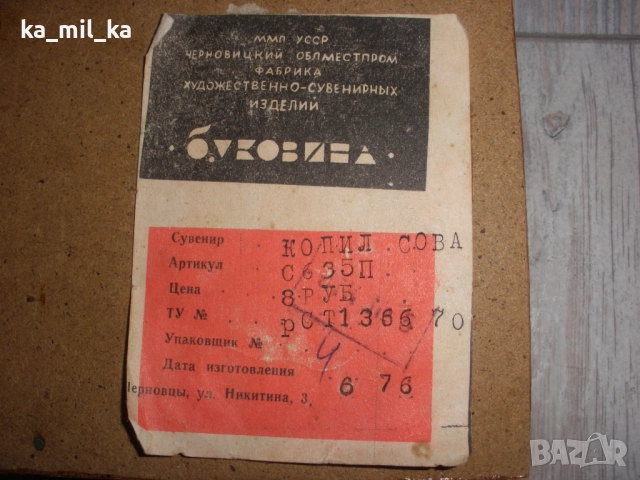 ka_mil_ka
ММП УССР
ЧЕРНОВИЦКИЙ ОБЛМЕСТПРОМ
ФАБРИКА
ХУДОЖЕСТВЕННО-СУВЕНИРНЫХ
ИЗДЕЛИЙ
· БУКОВИНА ·
Сувенир КОПИЛ СОВА
Артикул С635П
Цена 8РУБ
ТУ № рСТ1366 70
Упаковщик № 4
Дата изготовления
6 76
Черновцы, ул. Никитина, 3.
BAZAR